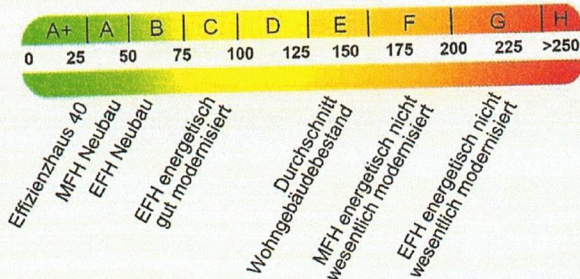 A+ A B C D E F G H
0 25 50 75 100 125 150 175 200 225 >250
Effizienzhaus 40
MFH Neubau
EFH Neubau
EFH energetisch
gut modernisiert
Durchschnitt
Wohngebäudebestand
MFH energetisch nicht
wesentlich modernisiert
EFH energetisch nicht
wesentlich modernisiert